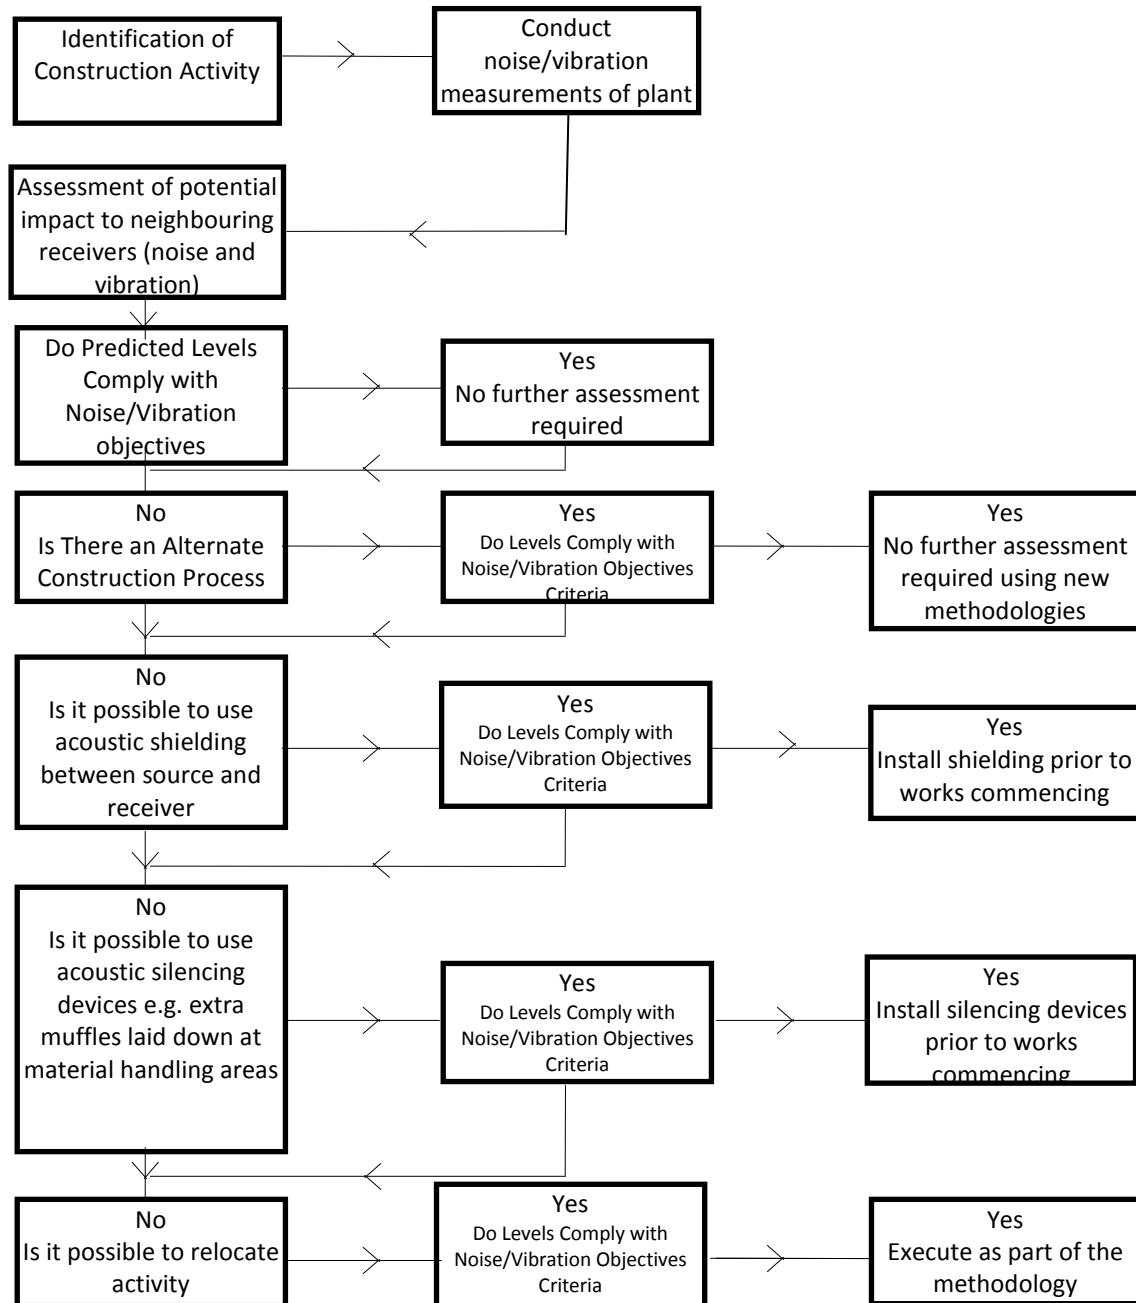 Identification of
Construction Activity
Conduct
noise/vibration
measurements of plant
Assessment of potential
impact to neighbouring
receivers (noise and
vibration)
Do Predicted Levels
Comply with
Noise/Vibration
objectives
Yes
No further assessment
required
No
Is There an Alternate
Construction Process
Yes
Do Levels Comply with
Noise/Vibration Objectives
Criteria
Yes
No further assessment
required using new
methodologies
No
Is it possible to use
acoustic shielding
between source and
receiver
Yes
Do Levels Comply with
Noise/Vibration Objectives
Criteria
Yes
Install shielding prior to
works commencing
No
Is it possible to use
acoustic silencing
devices e.g. extra
muffles laid down at
material handling areas
Yes
Do Levels Comply with
Noise/Vibration Objectives
Criteria
Yes
Install silencing devices
prior to works
commencing
No
Is it possible to relocate
activity
Yes
Do Levels Comply with
Noise/Vibration Objectives
Criteria
Yes
Execute as part of the
methodology